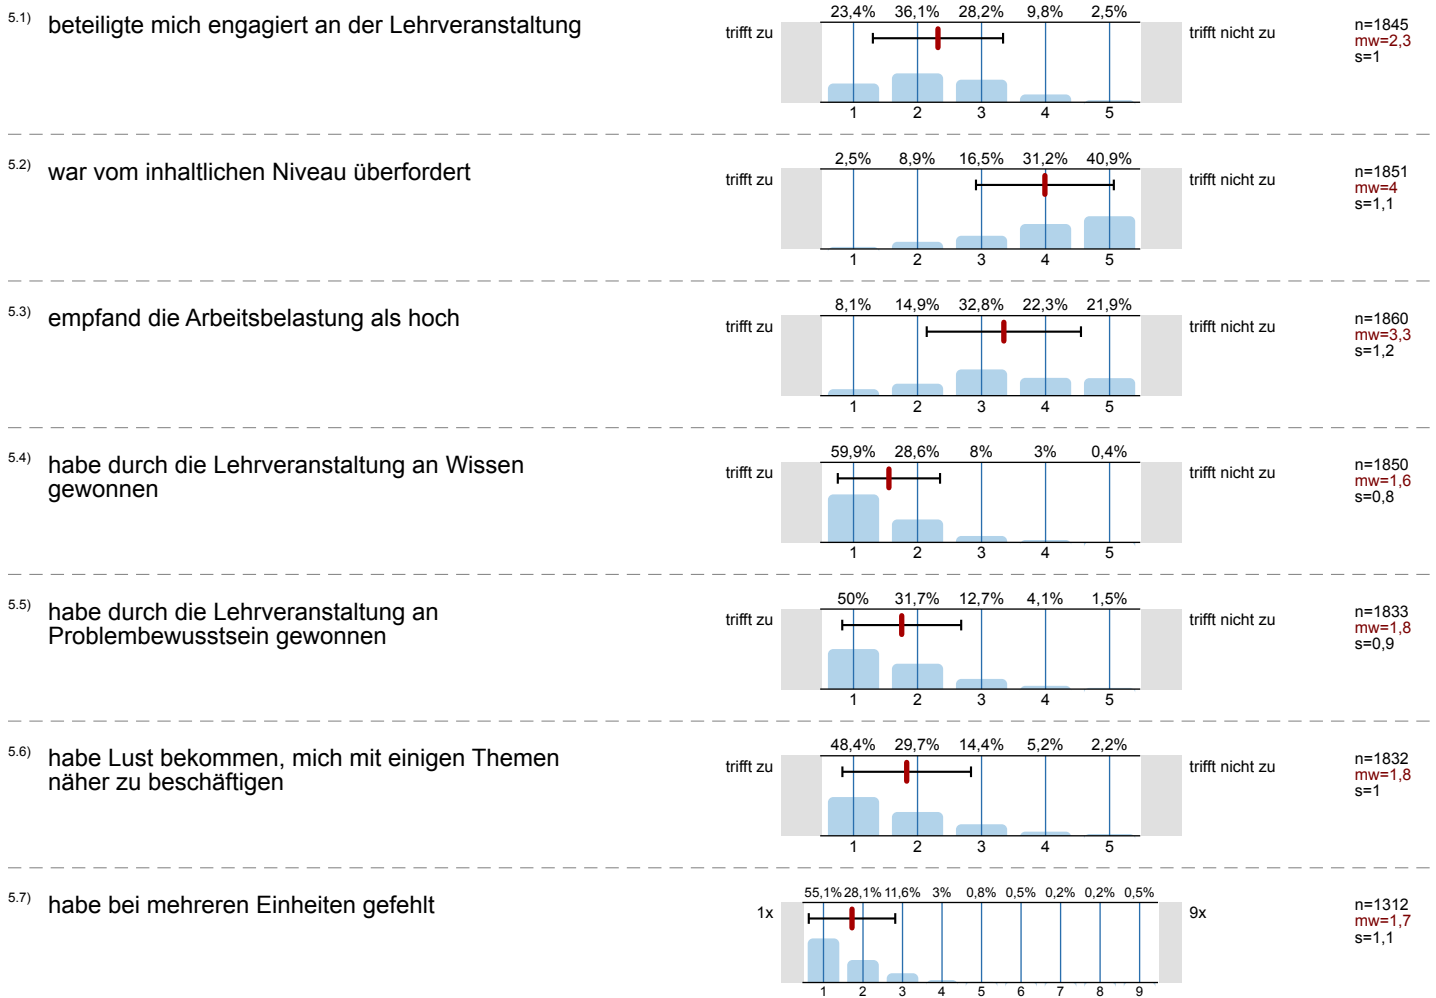 5.1) beteiligte mich engagiert an der Lehrveranstaltung
trifft zu
23,4% 36,1% 28,2% 9,8% 2,5%
1 2 3 4 5
trifft nicht zu
n=1845
mw=2,3
s=1
5.2) war vom inhaltlichen Niveau überfordert
trifft zu
2,5% 8,9% 16,5% 31,2% 40,9%
1 2 3 4 5
trifft nicht zu
n=1851
mw=4
s=1,1
5.3) empfand die Arbeitsbelastung als hoch
trifft zu
8,1% 14,9% 32,8% 22,3% 21,9%
1 2 3 4 5
trifft nicht zu
n=1860
mw=3,3
s=1,2
5.4) habe durch die Lehrveranstaltung an Wissen
gewonnen
trifft zu
59,9% 28,6% 8% 3% 0,4%
1 2 3 4 5
trifft nicht zu
n=1850
mw=1,6
s=0,8
5.5) habe durch die Lehrveranstaltung an
Problembewusstsein gewonnen
trifft zu
50% 31,7% 12,7% 4,1% 1,5%
1 2 3 4 5
trifft nicht zu
n=1833
mw=1,8
s=0,9
5.6) habe Lust bekommen, mich mit einigen Themen
näher zu beschäftigen
trifft zu
48,4% 29,7% 14,4% 5,2% 2,2%
1 2 3 4 5
trifft nicht zu
n=1832
mw=1,8
s=1
5.7) habe bei mehreren Einheiten gefehlt
1x
55,1% 28,1% 11,6% 3% 0,8% 0,5% 0,2% 0,2% 0,5%
1 2 3 4 5 6 7 8 9
9x
n=1312
mw=1,7
s=1,1